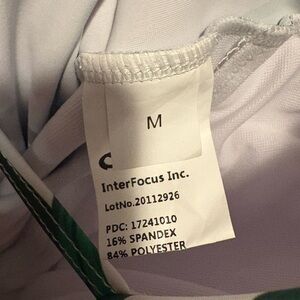 M
InterFocus Inc.
LotNo.20112926
PDC: 17241010
16% SPANDEX
84% POLYESTER